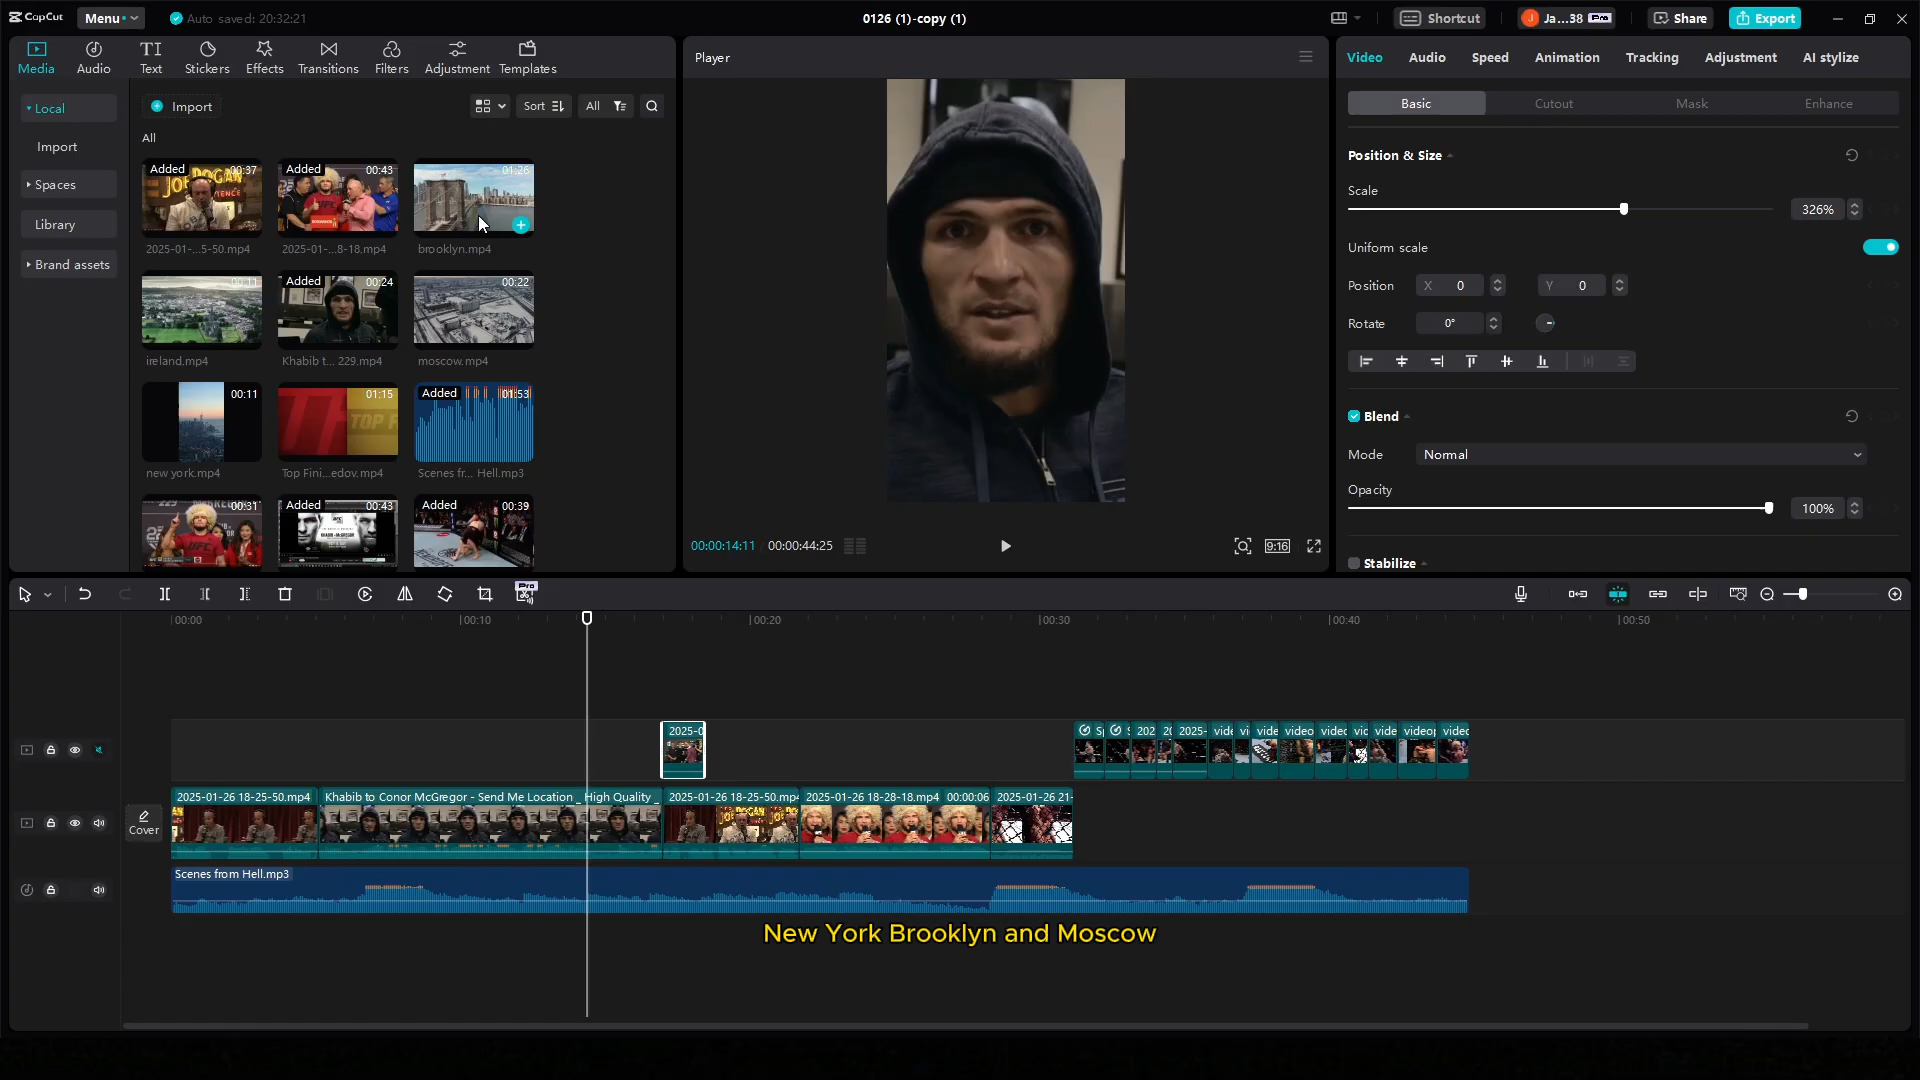 CapCut
Menu
Auto saved: 20:32:21
0126 (1)-copy (1)
Shortcut
Ja...38
Pro
Share
Export
Media
Audio
Text
Stickers
Effects
Transitions
Filters
Adjustment
Templates
Local
Import
Spaces
Library
Brand assets
Import
Sort
All
All
Added 00:37
Added 00:43
01:26
2025-01-...5-50.mp4
2025-01-...8-18.mp4
brooklyn.mp4
00:11
Added 00:24
00:22
ireland.mp4
Khabib t... 229.mp4
moscow.mp4
00:11
01:15
Added 01:53
new york.mp4
Top Fini...edov.mp4
Scenes fr... Hell.mp3
00:31
Added 00:43
Added 00:39
Player
00:00:14:11
00:00:44:25
9:16
Video
Audio
Speed
Animation
Tracking
Adjustment
AI stylize
Basic
Cutout
Mask
Enhance
Position & Size
Scale
326%
Uniform scale
Position
X 0
Y 0
Rotate
0°
Blend
Mode
Normal
Opacity
100%
Stabilize
Pro
00:00
00:10
00:20
00:30
00:40
00:50
2025-0
202
2025-
vide
vi
vide
video
video
vic
vide
video
video
Cover
2025-01-26 18-25-50.mp4
Khabib to Conor McGregor - Send Me Location _ High Quality _
2025-01-26 18-25-50.mp4
2025-01-26 18-28-18.mp4 00:00:06
2025-01-26 21-
Scenes from Hell.mp3
New York Brooklyn and Moscow